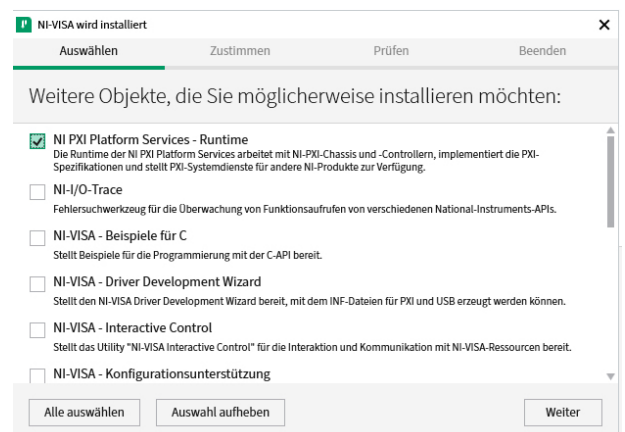 NI-VISA wird installiert
Auswählen
Zustimmen
Prüfen
Beenden
Weitere Objekte, die Sie möglicherweise installieren möchten:
NI PXI Platform Services - Runtime
Die Runtime der NI PXI Platform Services arbeitet mit NI-PXI-Chassis und -Controllern, implementiert die PXI-
Spezifikationen und stellt PXI-Systemdienste für andere NI-Produkte zur Verfügung.
NI-I/O-Trace
Fehlersuchwerkzeug für die Überwachung von Funktionsaufrufen von verschiedenen National-Instruments-APIs.
NI-VISA - Beispiele für C
Stellt Beispiele für die Programmierung mit der C-API bereit.
NI-VISA - Driver Development Wizard
Stellt den NI-VISA Driver Development Wizard bereit, mit dem INF-Dateien für PXI und USB erzeugt werden können.
NI-VISA - Interactive Control
Stellt das Utility "NI-VISA Interactive Control" für die Interaktion und Kommunikation mit NI-VISA-Ressourcen bereit.
NI-VISA - Konfigurationsunterstützung
Alle auswählen
Auswahl aufheben
Weiter